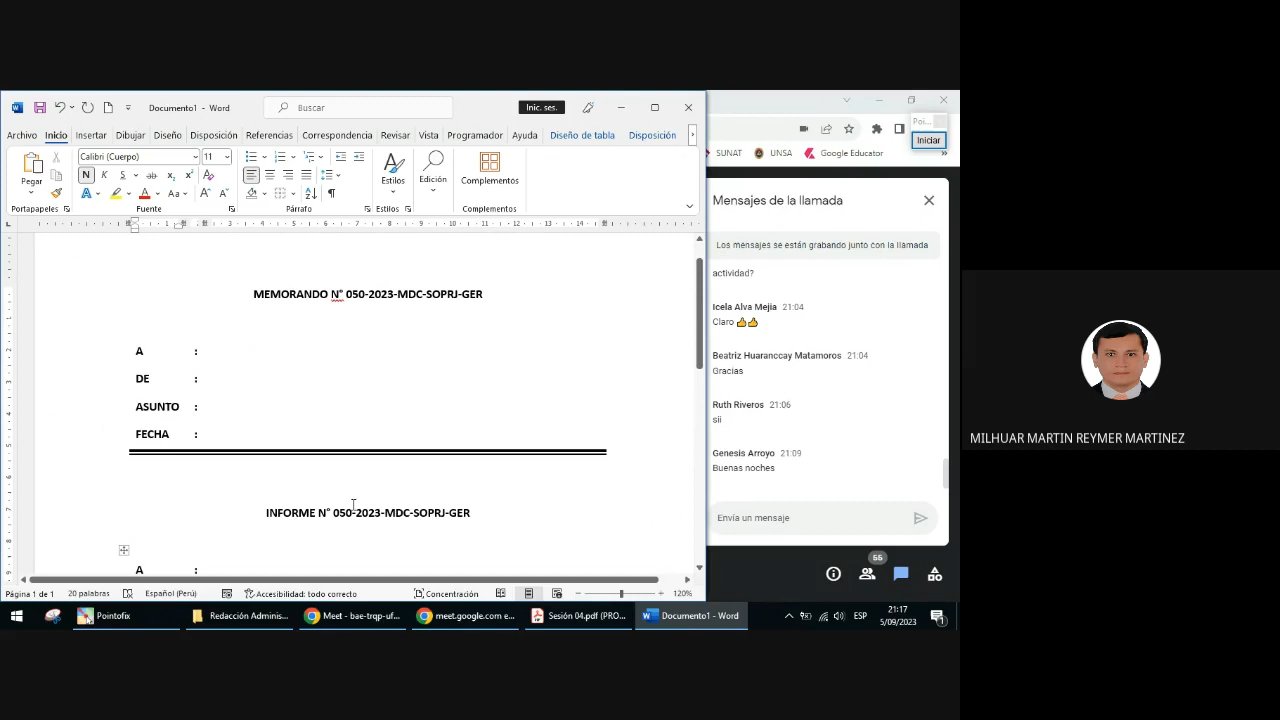 Documento1 - Word
Buscar
Inic. ses.
Archivo Inicio Insertar Dibujar Diseño Disposición Referencias Correspondencia Revisar Vista Programador Ayuda Diseño de tabla Disposición
Calibri (Cuerpo) 11
Pegar
Estilos
Edición
Complementos
Portapapeles Fuente Párrafo Estilos Complementos
MEMORANDO N° 050-2023-MDC-SOPRJ-GER
A :
DE :
ASUNTO :
FECHA :
INFORME N° 050-2023-MDC-SOPRJ-GER
A :
Página 1 de 1 20 palabras Español (Perú) Accesibilidad: todo correcto Concentración 120%
Poi...
Iniciar
SUNAT UNSA Google Educator
Mensajes de la llamada
Los mensajes se están grabando junto con la llamada
actividad?
Icela Alva Mejia 21:04
Claro 👍👍
Beatriz Huaranccay Matamoros 21:04
Gracias
Ruth Riveros 21:06
sii
Genesis Arroyo 21:09
Buenas noches
Envía un mensaje
55
MILHUAR MARTIN REYMER MARTINEZ
Pointofix
Redacción Adminis...
Meet - bae-trqp-uf...
meet.google.com e...
Sesión 04.pdf (PRO...
Documento1 - Word
ESP
21:17
5/09/2023